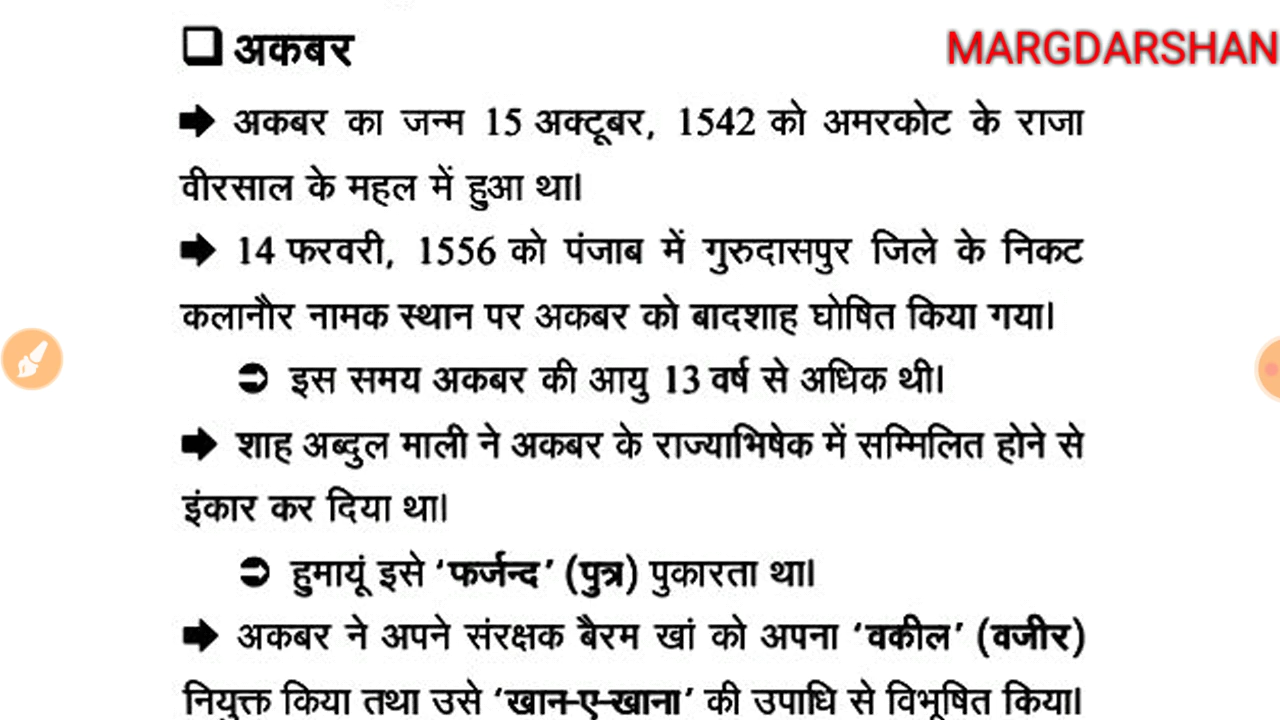 ❑ अकबर
MARGDARSHAN
➡ अकबर का जन्म 15 अक्टूबर, 1542 को अमरकोट के राजा
वीरसाल के महल में हुआ था।
➡ 14 फरवरी, 1556 को पंजाब में गुरुदासपुर जिले के निकट
कलानौर नामक स्थान पर अकबर को बादशाह घोषित किया गया।
➲ इस समय अकबर की आयु 13 वर्ष से अधिक थी।
➡ शाह अब्दुल माली ने अकबर के राज्याभिषेक में सम्मिलित होने से
इंकार कर दिया था।
➲ हुमायूं इसे ‘फर्जन्द’ (पुत्र) पुकारता था।
➡ अकबर ने अपने संरक्षक बैरम खां को अपना ‘वकील’ (वजीर)
नियुक्त किया तथा उसे ‘खान-ए-खाना’ की उपाधि से विभूषित किया।